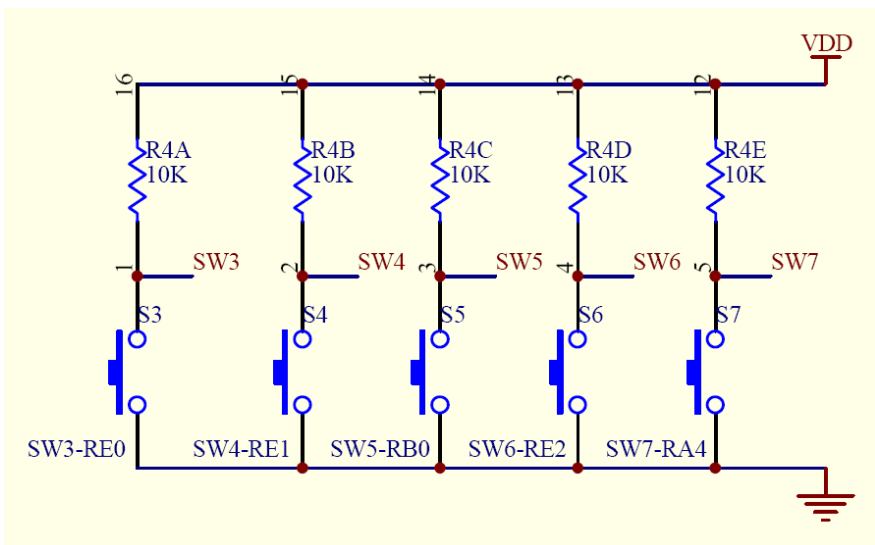 VDD
16 15 14 13 12
R4A R4B R4C R4D R4E
10K 10K 10K 10K 10K
1 SW3 2 SW4 3 SW5 4 SW6 5 SW7
S3 S4 S5 S6 S7
SW3-RE0 SW4-RE1 SW5-RB0 SW6-RE2 SW7-RA4